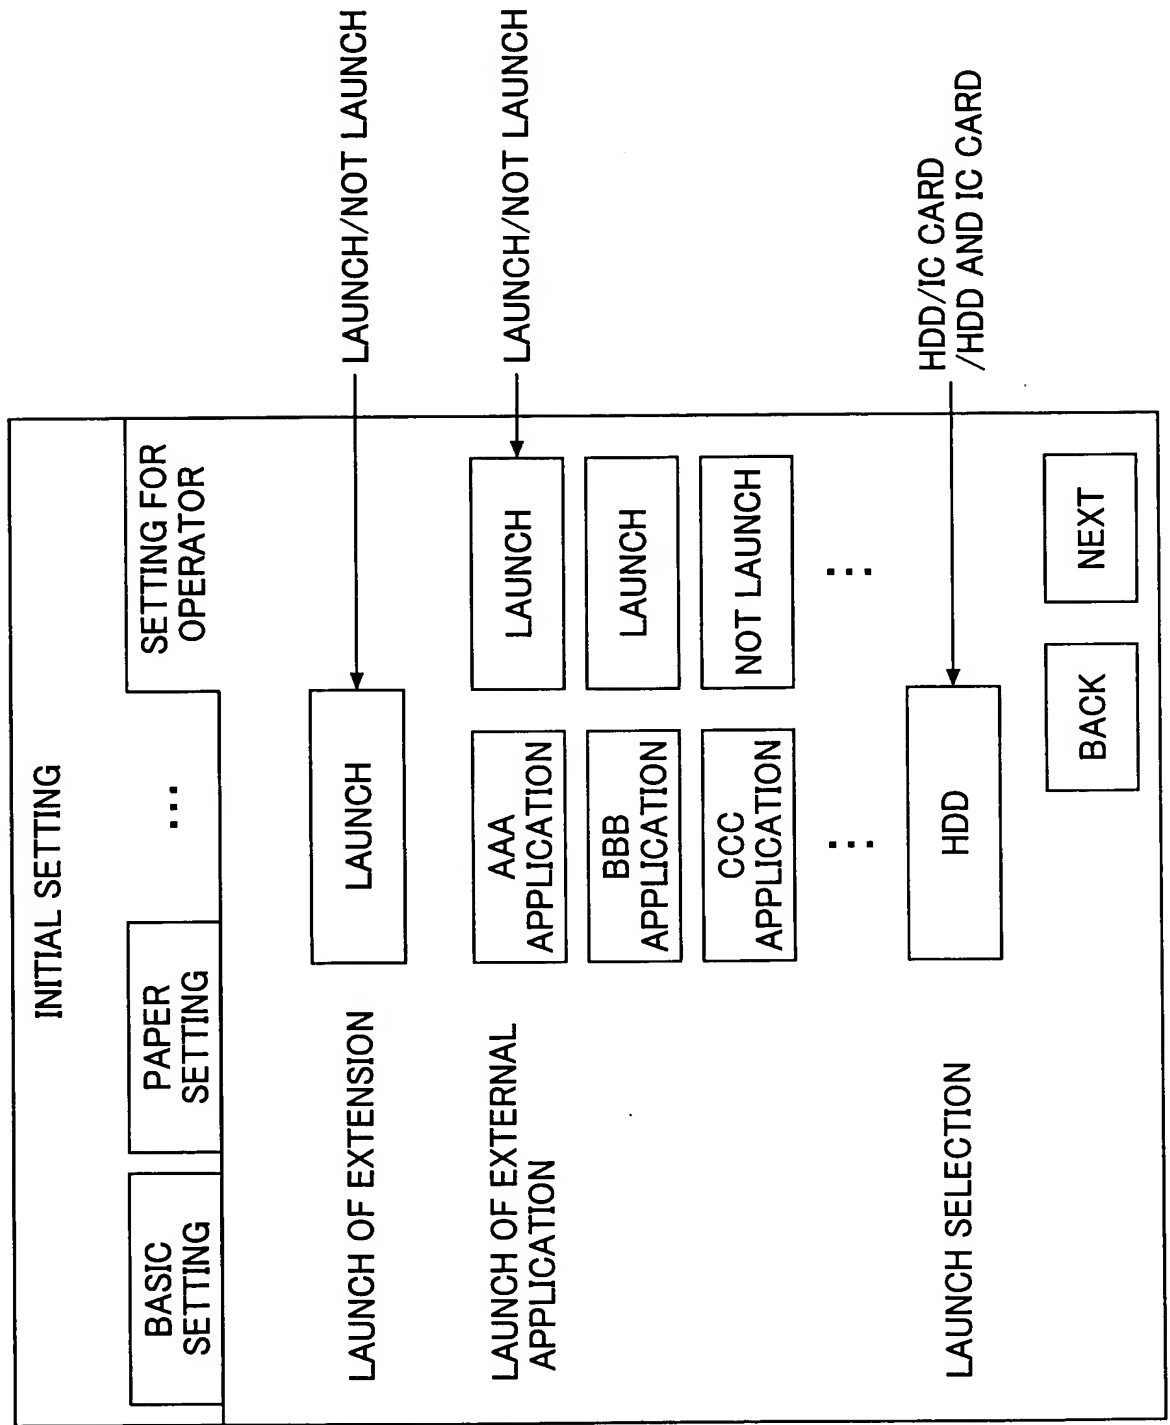 INITIAL SETTING
BASIC
SETTING
PAPER
SETTING
...
SETTING FOR
OPERATOR
LAUNCH OF EXTENSION
LAUNCH
LAUNCH/NOT LAUNCH
LAUNCH OF EXTERNAL
APPLICATION
AAA
APPLICATION
LAUNCH
LAUNCH/NOT LAUNCH
BBB
APPLICATION
LAUNCH
CCC
APPLICATION
NOT LAUNCH
...
...
LAUNCH SELECTION
HDD
HDD/IC CARD
/HDD AND IC CARD
BACK
NEXT